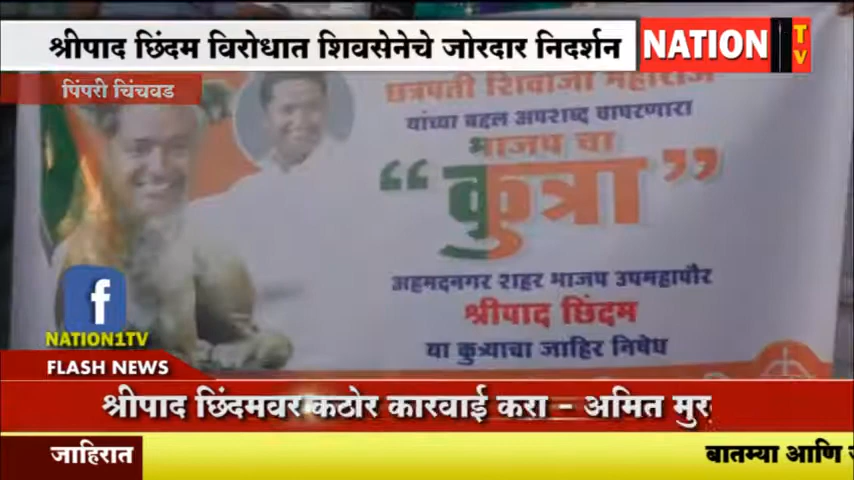 श्रीपाद छिंदम विरोधात शिवसेनेचे जोरदार निदर्शन
NATION 1 TV
पिंपरी चिंचवड
छत्रपती शिवाजी महाराज
यांच्या बद्दल अपशब्द वापरणारा
भाजप चा
“कुत्रा”
अहमदनगर शहर भाजप उपमहापौर
श्रीपाद छिंदम
या कुत्र्याचा जाहिर निषेध
f
NATION1TV
FLASH NEWS
श्रीपाद छिंदमवर कठोर कारवाई करा - अमित
जाहिरात
बातम्या आणि